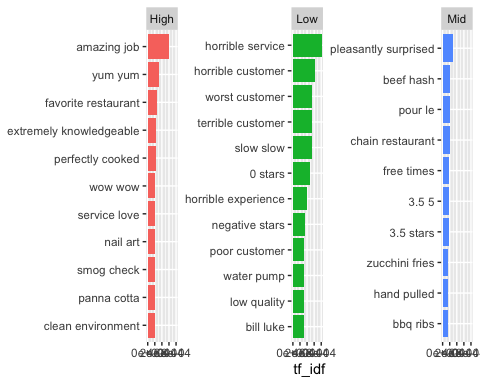 High
amazing job
yum yum
favorite restaurant
extremely knowledgeable
perfectly cooked
wow wow
service love
nail art
smog check
panna cotta
clean environment
Low
horrible service
horrible customer
worst customer
terrible customer
slow slow
0 stars
horrible experience
negative stars
poor customer
water pump
low quality
bill luke
Mid
pleasantly surprised
beef hash
pour le
chain restaurant
free times
3.5 5
3.5 stars
zucchini fries
hand pulled
bbq ribs
tf_idf